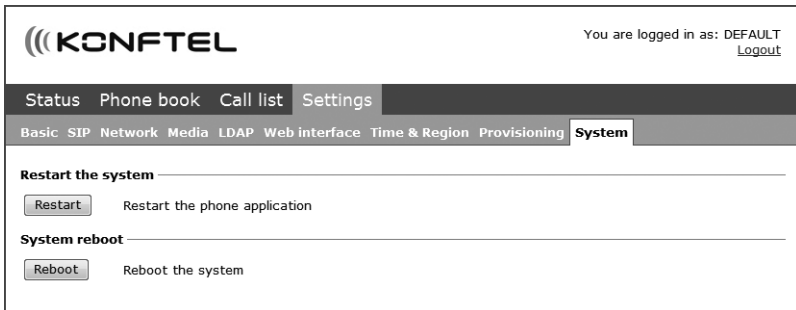 KONFTEL
You are logged in as: DEFAULT
Logout
Status Phone book Call list Settings
Basic SIP Network Media LDAP Web interface Time & Region Provisioning System
Restart the system
Restart Restart the phone application
System reboot
Reboot Reboot the system